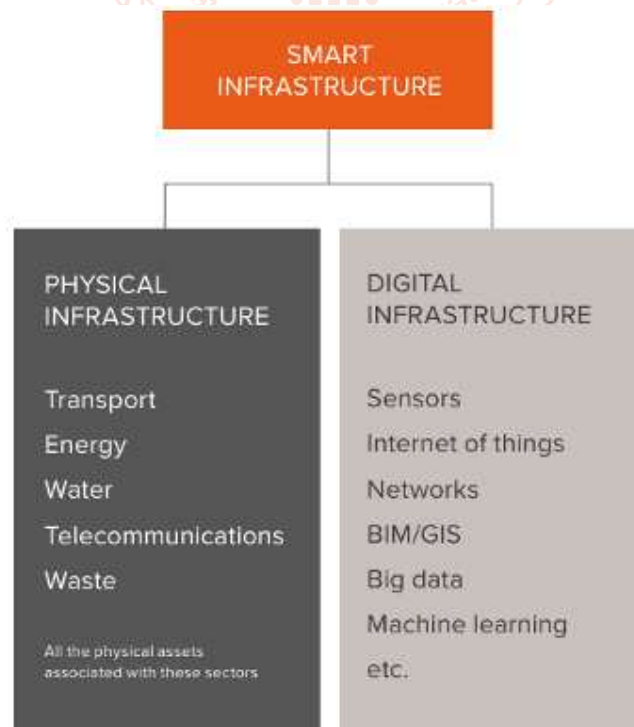 SMART
INFRASTRUCTURE
PHYSICAL
INFRASTRUCTURE
Transport
Energy
Water
Telecommunications
Waste
All the physical assets
associated with these sectors
DIGITAL
INFRASTRUCTURE
Sensors
Internet of things
Networks
BIM/GIS
Big data
Machine learning
etc.